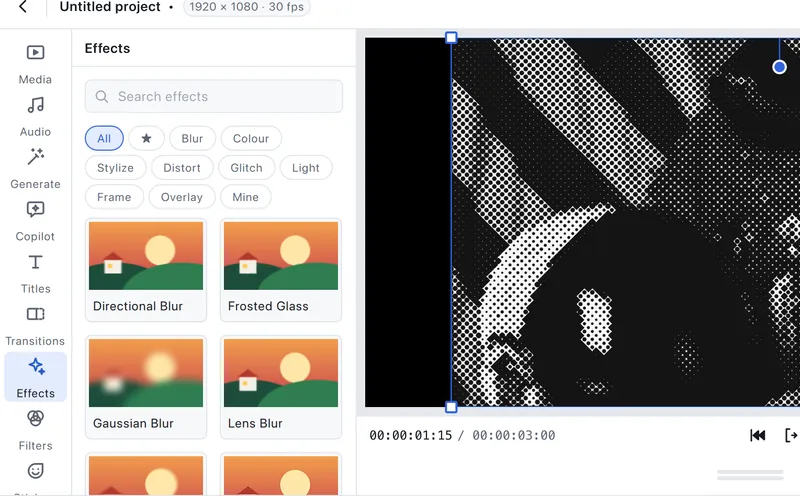 Untitled project • 1920 × 1080 · 30 fps
Media
Audio
Generate
Copilot
Titles
Transitions
Effects
Filters
Effects
Search effects
All ★ Blur Colour
Stylize Distort Glitch Light
Frame Overlay Mine
Directional Blur Frosted Glass
Gaussian Blur Lens Blur
00:00:01:15 / 00:00:03:00